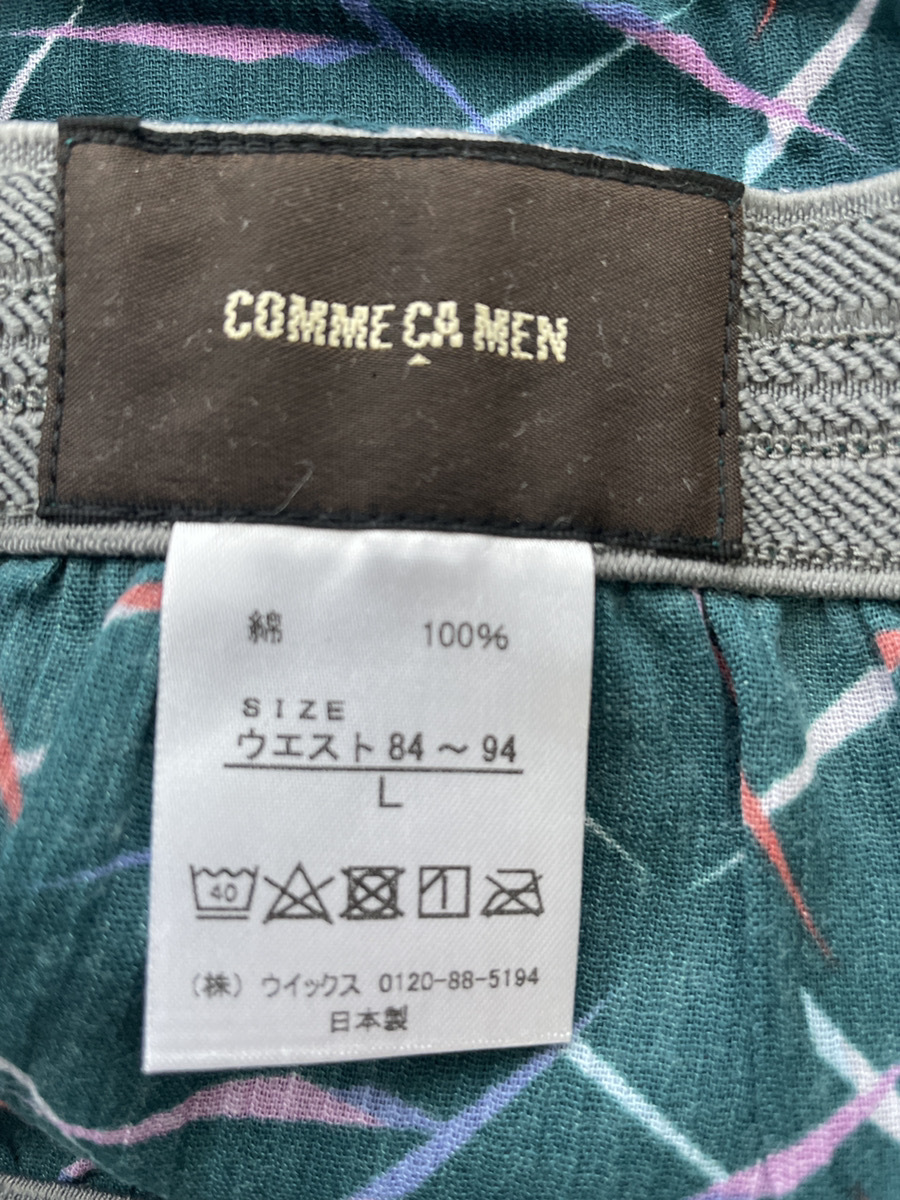 COMME ÇA MEN
綿 100%
SIZE
ウエスト 84 ～ 94
L
40
(株) ウイックス 0120-88-5194
日本製